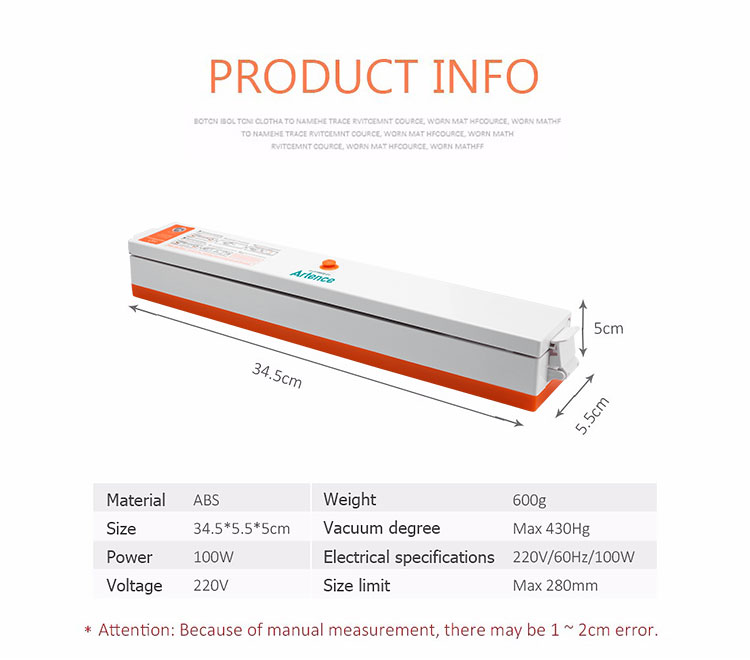 PRODUCT INFO
BOTCN IBOL TCNI CLOTHA TO NAMEHE TRACE RVITCEMNT COURCE, WORN MAT HFCOURCE, WORN MATHF
TO NAMEHE TRACE RVITCEMNT COURCE, WORN MAT HFCOURCE, WORN MATH
RVITCEMNT COURCE, WORN MAT HFCOURCE, WORN MATHFF
Artence
5cm
34.5cm
5.5cm
Material ABS Weight 600g
Size 34.5*5.5*5cm Vacuum degree Max 430Hg
Power 100W Electrical specifications 220V/60Hz/100W
Voltage 220V Size limit Max 280mm
* Attention: Because of manual measurement, there may be 1 ~ 2cm error.